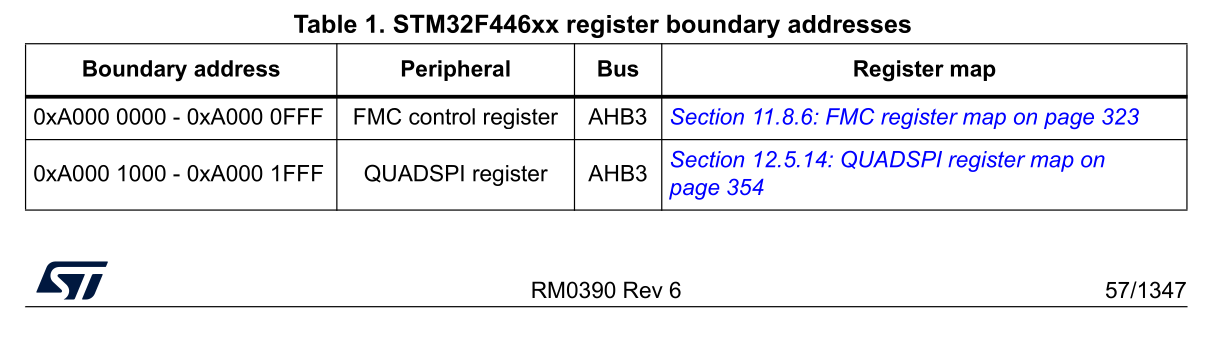 Table 1. STM32F446xx register boundary addresses
Boundary address Peripheral Bus Register map
0xA000 0000 - 0xA000 0FFF FMC control register AHB3 Section 11.8.6: FMC register map on page 323
0xA000 1000 - 0xA000 1FFF QUADSPI register AHB3 Section 12.5.14: QUADSPI register map on
page 354
ST
RM0390 Rev 6
57/1347